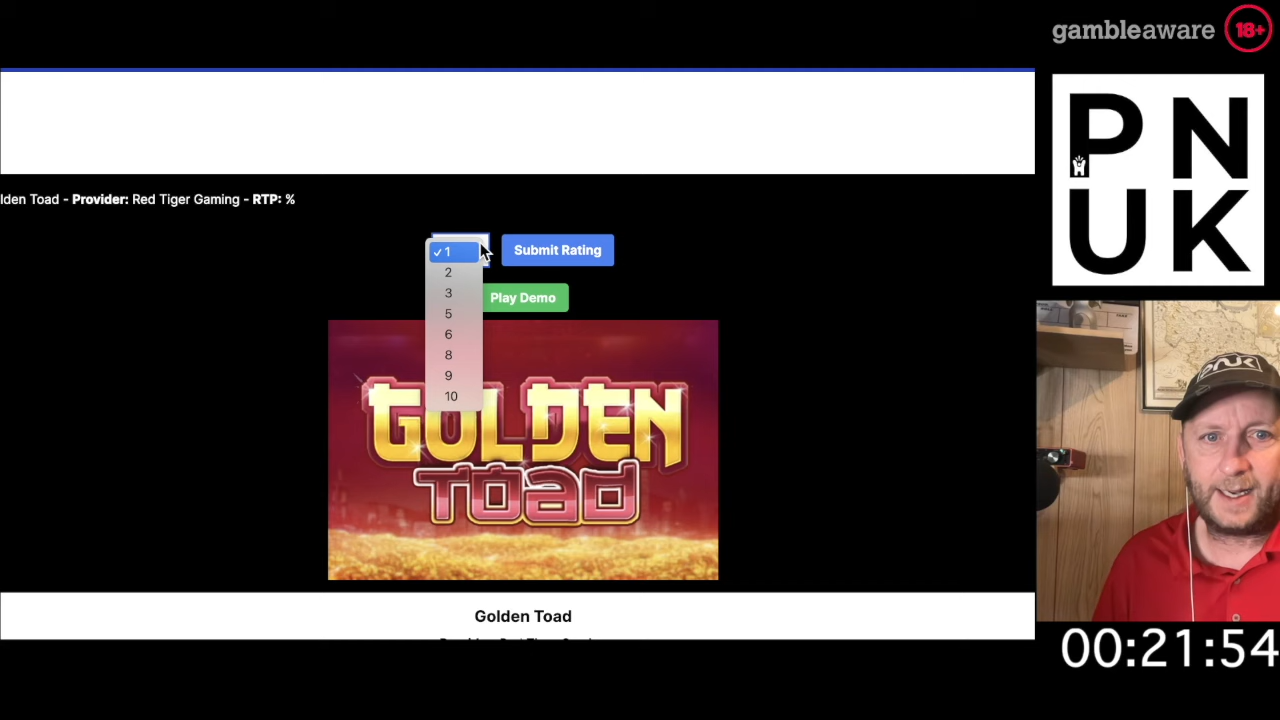 gambleaware 18+
PN
UK
lden Toad - Provider: Red Tiger Gaming - RTP: %
✓ 1
Submit Rating
2
Play Demo
3
5
6
8
9
10
GOLDEN
TOAD
Golden Toad
PNUK
00:21:54